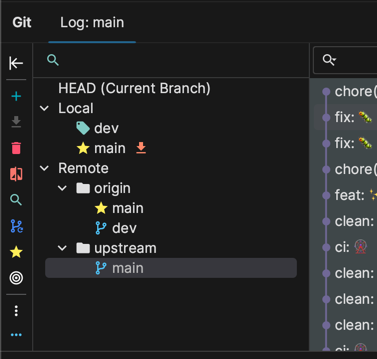 Git Log: main
HEAD (Current Branch)
Local
dev
main
Remote
origin
main
dev
upstream
main
chore(
fix: 🐛
fix: 🐛
chore(
feat: ✨
clean:
ci: 🎡
clean:
clean:
clean:
ci: 🎡